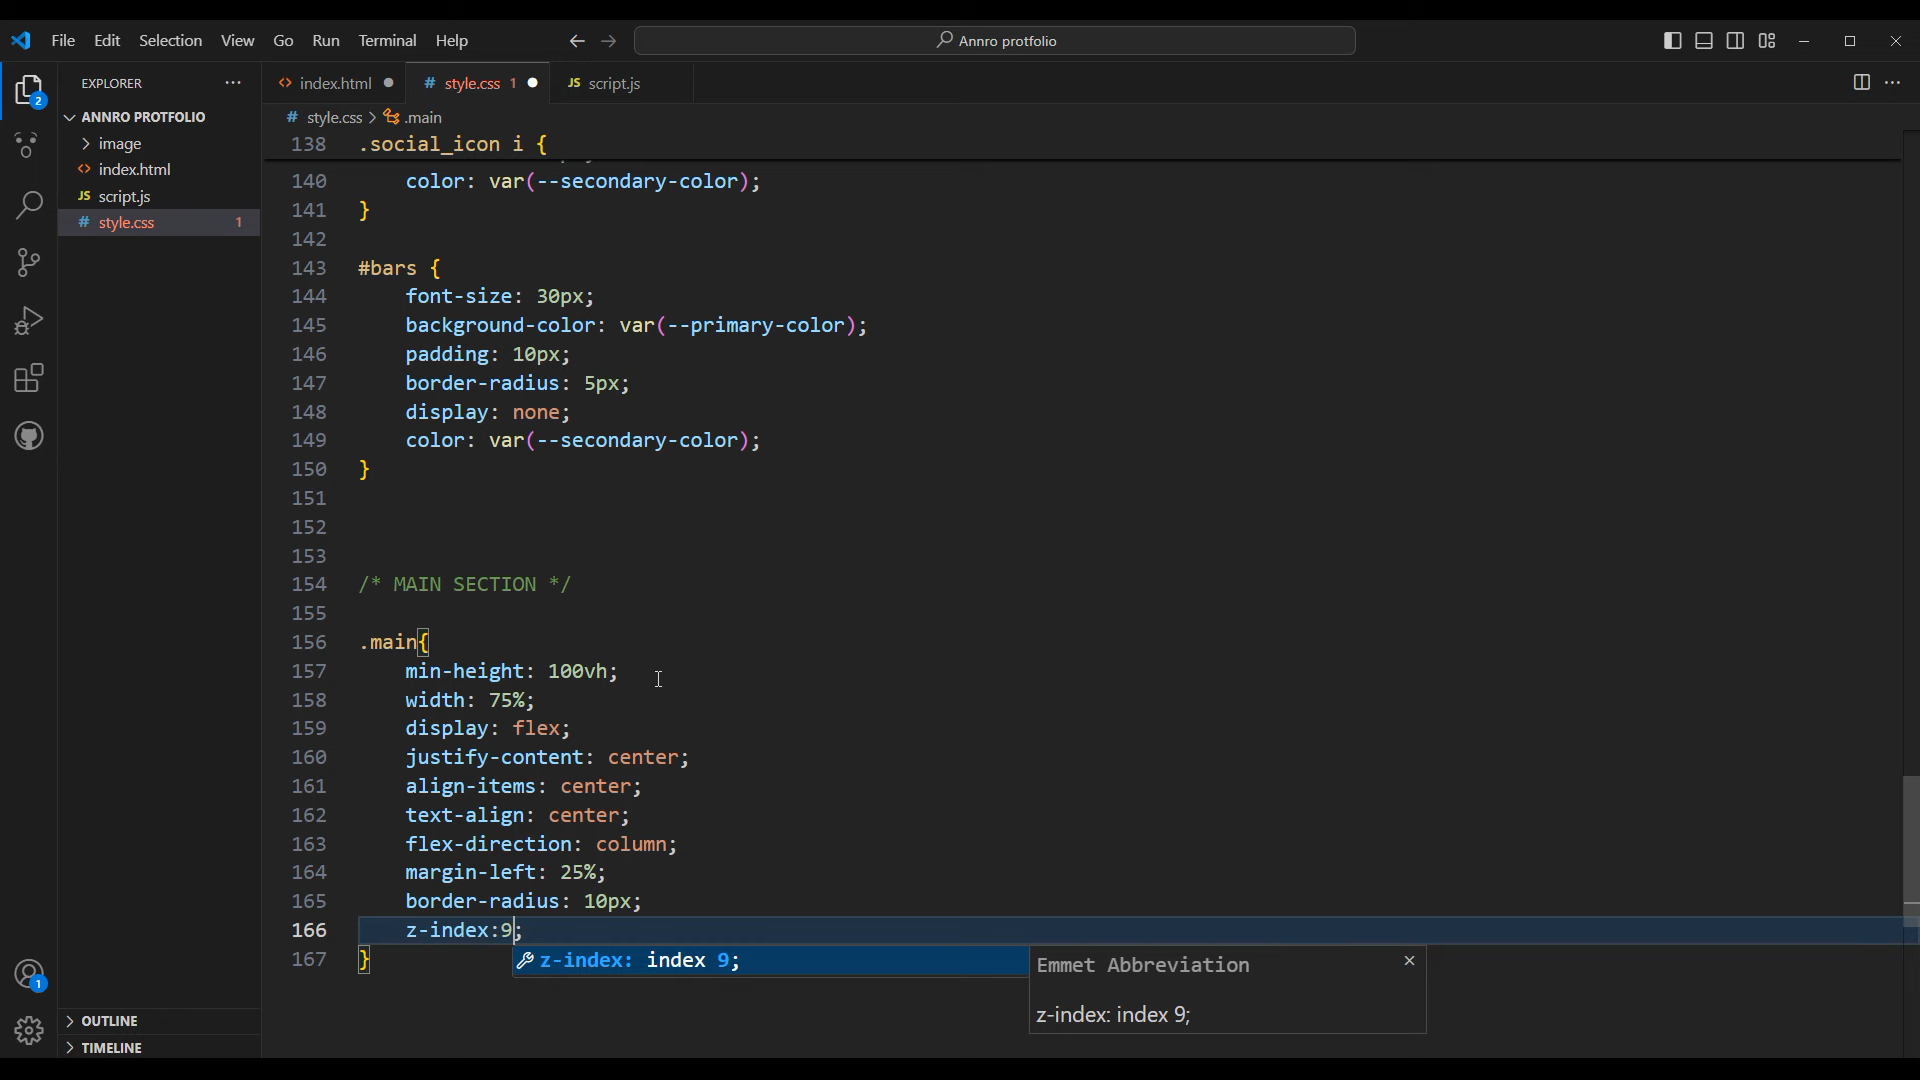 File Edit Selection View Go Run Terminal Help Annro protfolio
EXPLORER index.html # style.css 1 JS script.js
2
ANNRO PROTFOLIO
image
index.html
JS script.js
# style.css 1
# style.css > .main
138 .social_icon i {
140 color: var(--secondary-color);
141 }
142
143 #bars {
144 font-size: 30px;
145 background-color: var(--primary-color);
146 padding: 10px;
147 border-radius: 5px;
148 display: none;
149 color: var(--secondary-color);
150 }
151
152
153
154 /* MAIN SECTION */
155
156 .main{
157 min-height: 100vh;
158 width: 75%;
159 display: flex;
160 justify-content: center;
161 align-items: center;
162 text-align: center;
163 flex-direction: column;
164 margin-left: 25%;
165 border-radius: 10px;
166 z-index:9;
167 }
z-index: index 9;
Emmet Abbreviation
z-index: index 9;
1
OUTLINE
TIMELINE